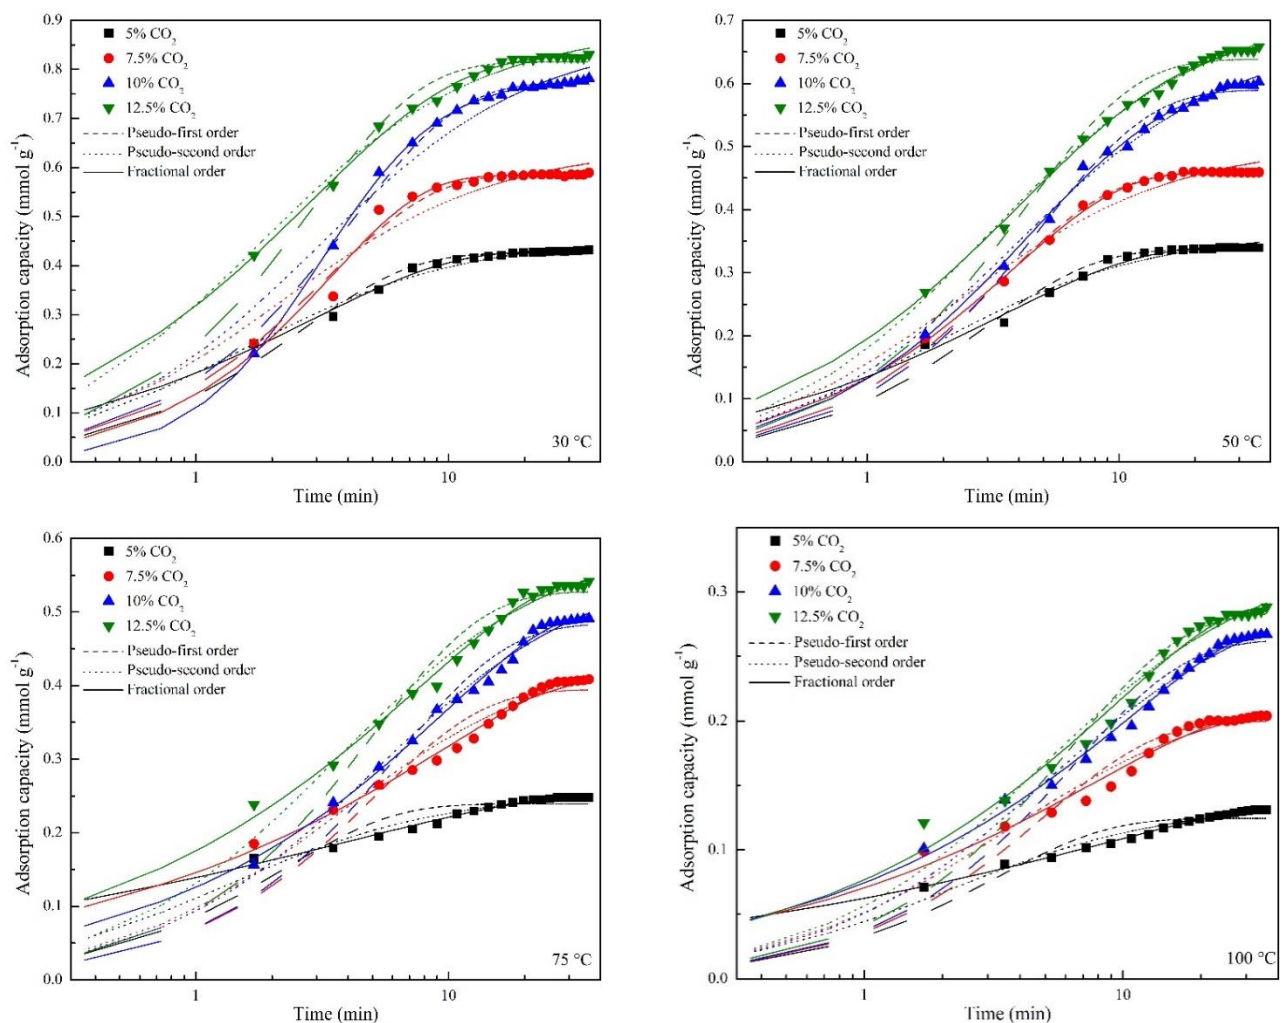 0.9
0.8
0.7
0.6
0.5
0.4
0.3
0.2
0.1
0.0
Adsorption capacity (mmol g⁻¹)
5% CO₂
7.5% CO₂
10% CO₂
12.5% CO₂
Pseudo-first order
Pseudo-second order
Fractional order
30 °C
1 10
Time (min)
0.7
0.6
0.5
0.4
0.3
0.2
0.1
0.0
Adsorption capacity (mmol g⁻¹)
5% CO₂
7.5% CO₂
10% CO₂
12.5% CO₂
Pseudo-first order
Pseudo-second order
Fractional order
50 °C
1 10
Time (min)
0.6
0.5
0.4
0.3
0.2
0.1
0.0
Adsorption capacity (mmol g⁻¹)
5% CO₂
7.5% CO₂
10% CO₂
12.5% CO₂
Pseudo-first order
Pseudo-second order
Fractional order
75 °C
1 10
Time (min)
0.3
0.2
0.1
0.0
Adsorption capacity (mmol g⁻¹)
5% CO₂
7.5% CO₂
10% CO₂
12.5% CO₂
Pseudo-first order
Pseudo-second order
Fractional order
100 °C
1 10
Time (min)